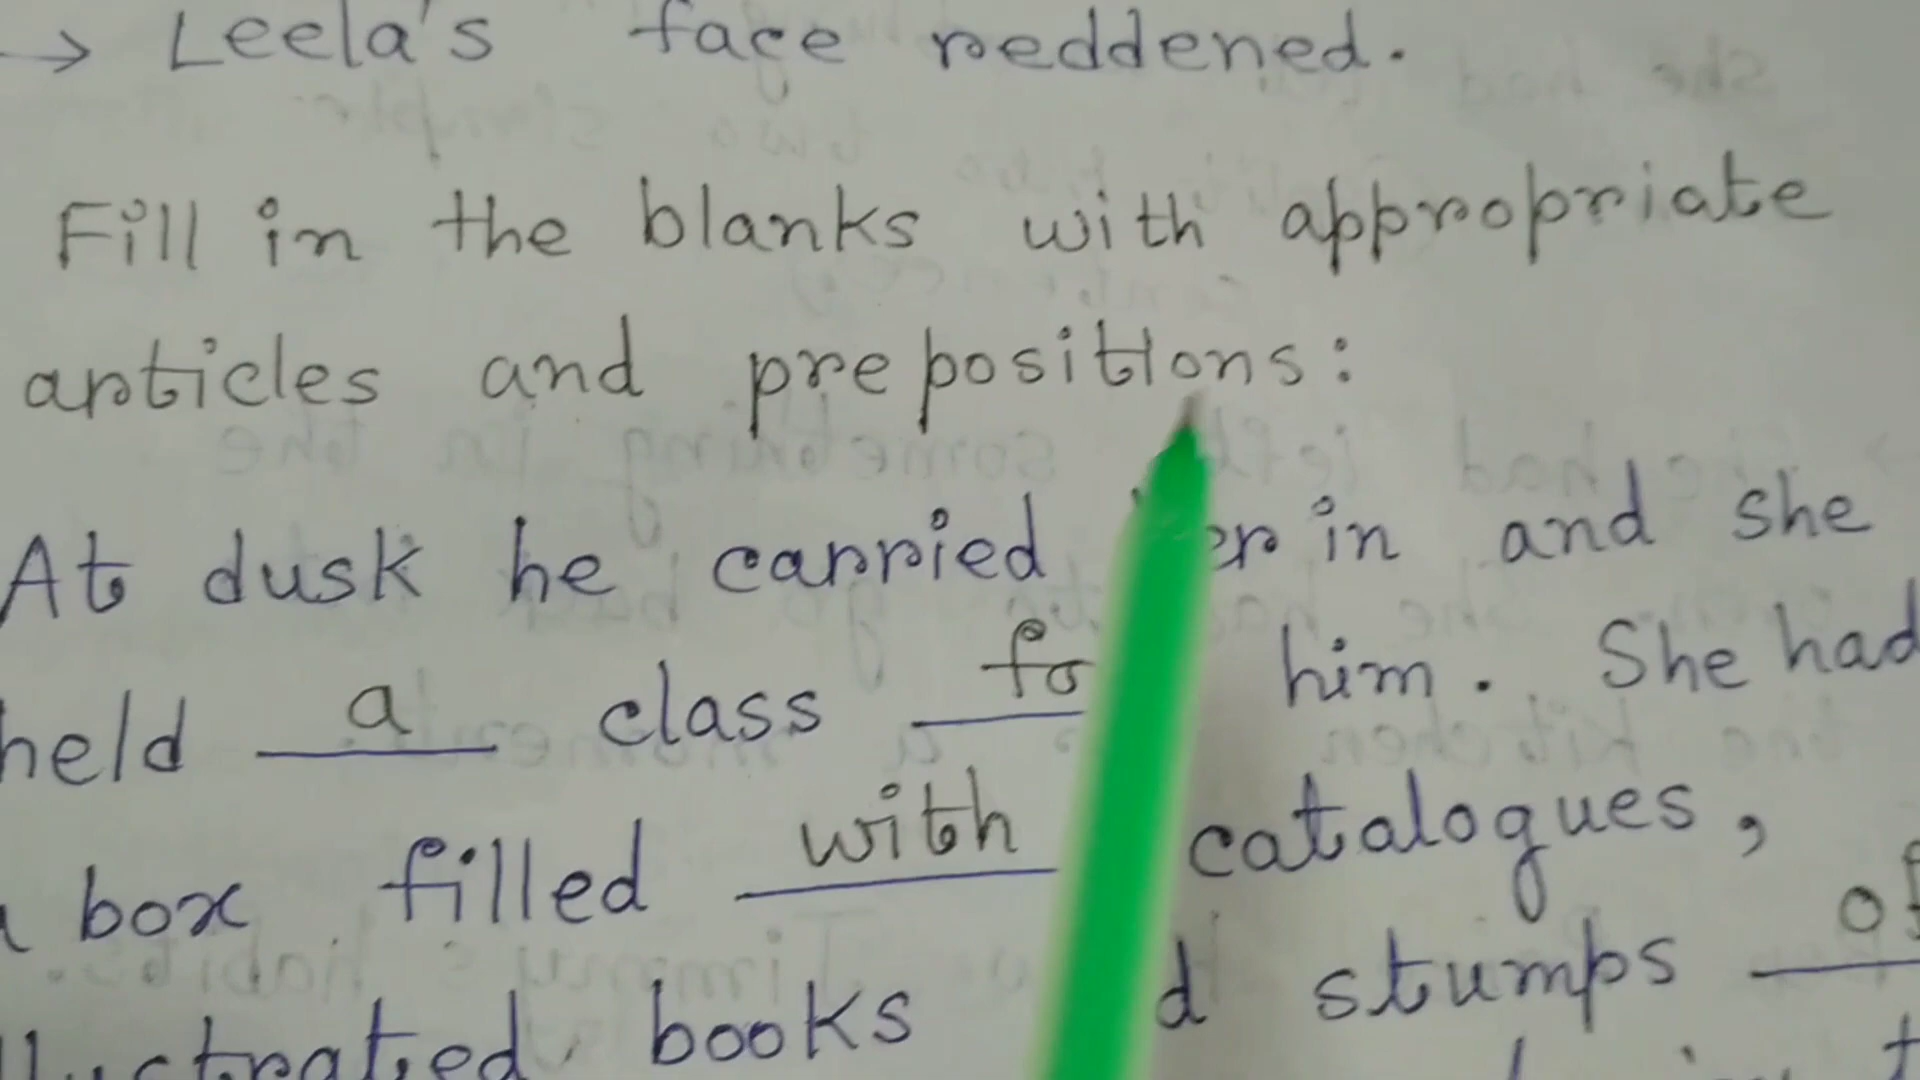 → Leela's face reddened.
Fill in the blanks with appropriate
articles and prepositions:
At dusk he carried in and she
held a class him. She had
box filled with catalogues,
books stumps of